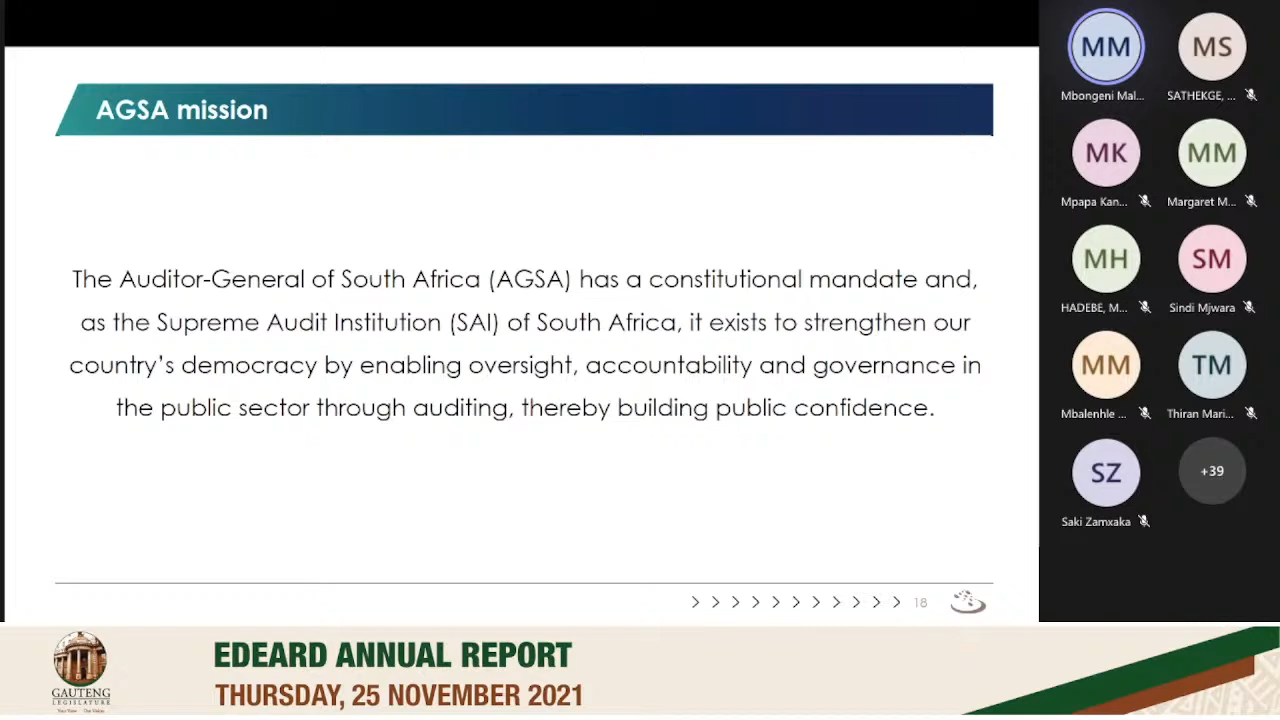 AGSA mission
The Auditor-General of South Africa (AGSA) has a constitutional mandate and,
as the Supreme Audit Institution (SAI) of South Africa, it exists to strengthen our
country's democracy by enabling oversight, accountability and governance in
the public sector through auditing, thereby building public confidence.
18
MM
Mbongeni Mal...
MS
SATHEKGE, ...
MK
Mpapa Kan...
MM
Margaret M...
MH
HADEBE, M...
SM
Sindi Mjwara
MM
Mbalenhle ...
TM
Thiran Mari...
SZ
Saki Zamxaka
+39
GAUTENG
LEGISLATURE
EDEARD ANNUAL REPORT
THURSDAY, 25 NOVEMBER 2021